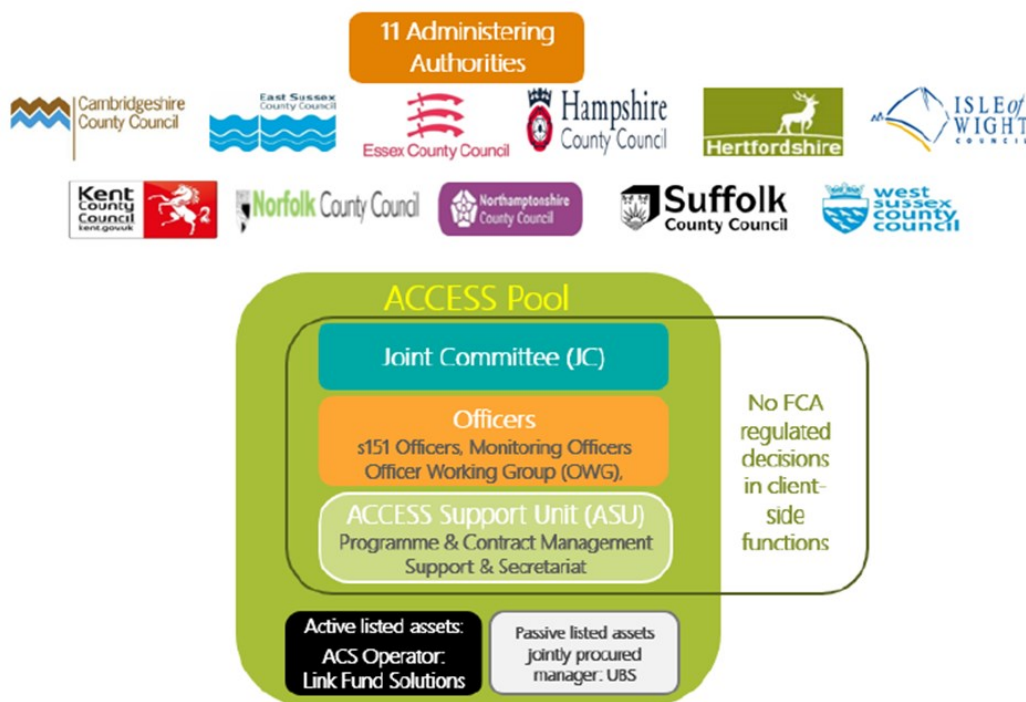 11 Administering
Authorities
Cambridgeshire
County Council
East Sussex
County Council
Essex County Council
Hampshire
County Council
Hertfordshire
ISLE of
WIGHT
COUNCIL
Kent
County
Council
kent.gov.uk
Norfolk County Council
Northamptonshire
County Council
Suffolk
County Council
west
sussex
county
council
ACCESS Pool
Joint Committee (JC)
Officers
s151 Officers, Monitoring Officers
Officer Working Group (OWG),
ACCESS Support Unit (ASU)
Programme & Contract Management
Support & Secretariat
No FCA
regulated
decisions
in client-
side
functions
Active listed assets:
ACS Operator:
Link Fund Solutions
Passive listed assets
jointly procured
manager: UBS